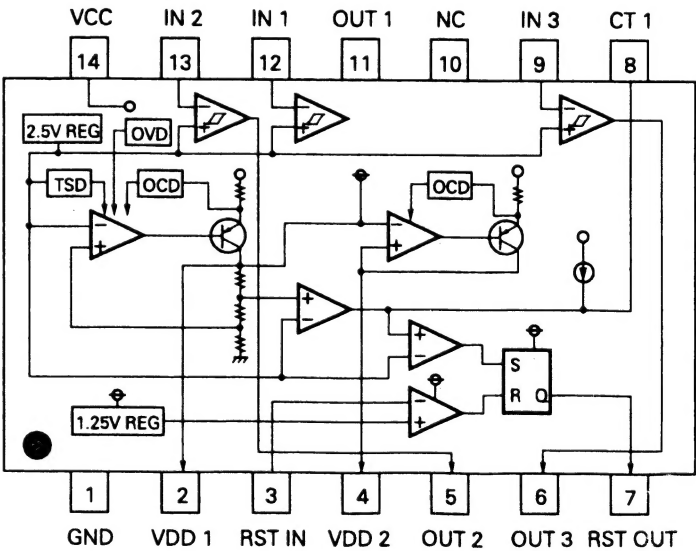 VCC IN 2 IN 1 OUT 1 NC IN 3 CT 1
14 13 12 11 10 9 8
− − −
+ + +
2.5V REG OVD
TSD OCD OCD
− −
+ +
+
−
+
−
S
R Q
−
+
1.25V REG
1 2 3 4 5 6 7
GND VDD 1 RST IN VDD 2 OUT 2 OUT 3 RST OUT